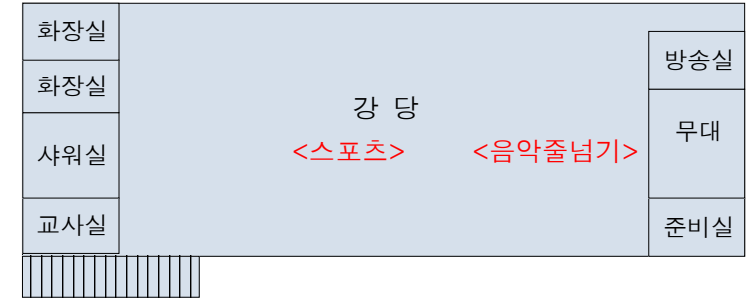 화장실
화장실
샤워실
교사실
강 당
<스포츠>
<음악줄넘기>
방송실
무대
준비실